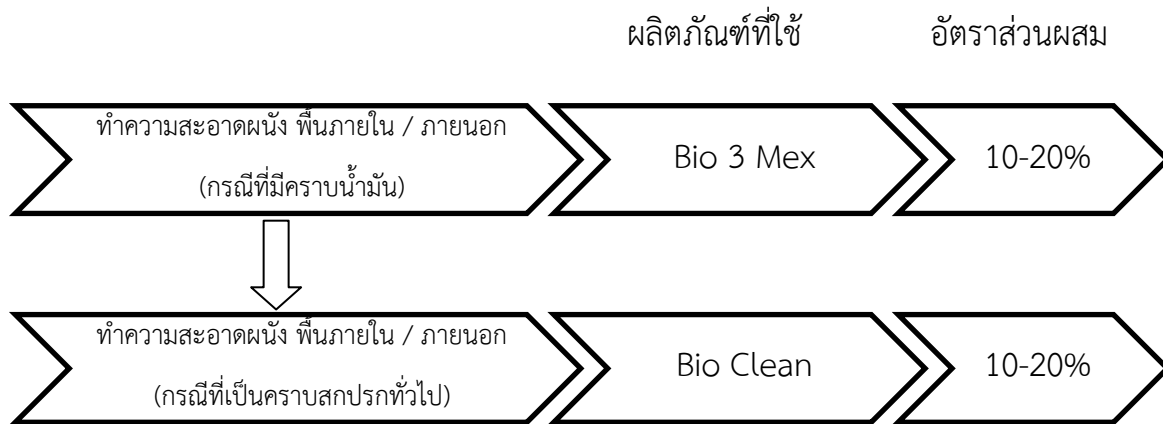 ผลิตภัณฑ์ที่ใช้ อัตราส่วนผสม
ทำความสะอาดผนัง พื้นภายใน / ภายนอก
(กรณีที่มีคราบน้ำมัน)
Bio 3 Mex
10-20%
ทำความสะอาดผนัง พื้นภายใน / ภายนอก
(กรณีที่เป็นคราบสกปรกทั่วไป)
Bio Clean
10-20%